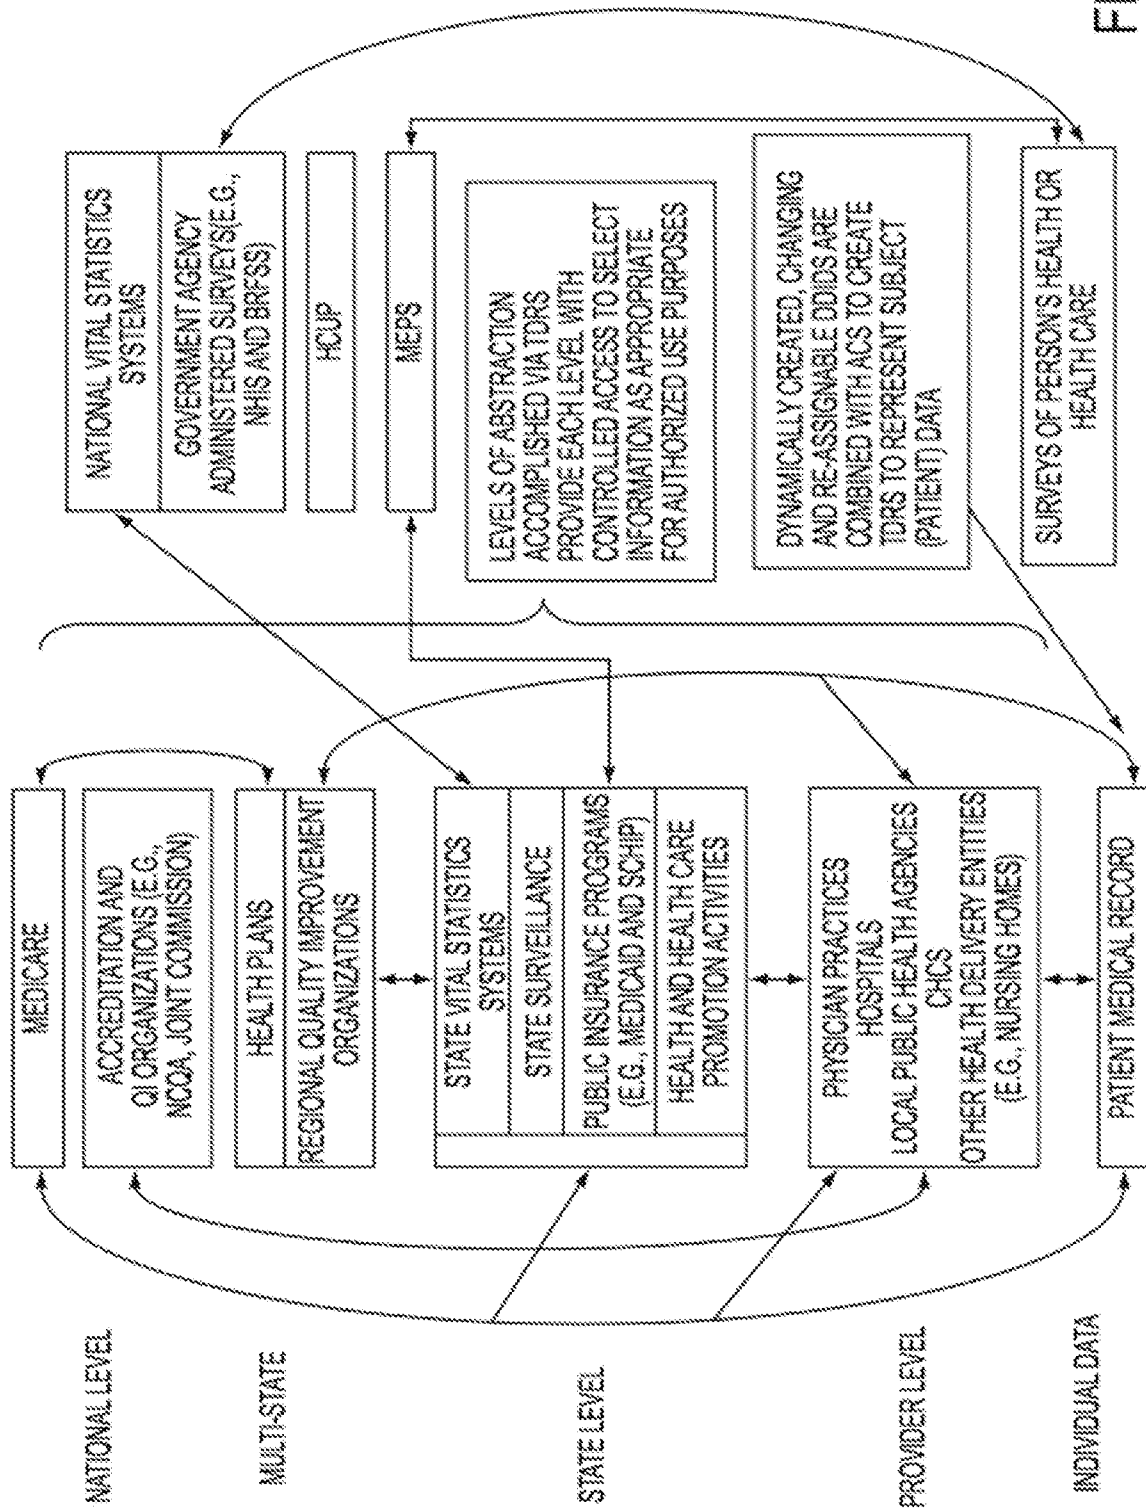 NATIONAL LEVEL
MULTI-STATE
STATE LEVEL
PROVIDER LEVEL
INDIVIDUAL DATA
MEDICARE
ACCREDITATION AND
QI ORGANIZATIONS (E.G.,
NCQA, JOINT COMMISSION)
HEALTH PLANS
REGIONAL QUALITY IMPROVEMENT
ORGANIZATIONS
STATE VITAL STATISTICS
SYSTEMS
STATE SURVEILLANCE
PUBLIC INSURANCE PROGRAMS
(E.G., MEDICAID AND SCHIP)
HEALTH AND HEALTH CARE
PROMOTION ACTIVITIES
PHYSICIAN PRACTICES
HOSPITALS
LOCAL PUBLIC HEALTH AGENCIES
CHCS
OTHER HEALTH DELIVERY ENTITIES
(E.G., NURSING HOMES)
PATIENT MEDICAL RECORD
NATIONAL VITAL STATISTICS
SYSTEMS
GOVERNMENT AGENCY
ADMINISTERED SURVEYS(E.G.,
NHIS AND BRFSS)
HCUP
MEPS
LEVELS OF ABSTRACTION
ACCOMPLISHED VIA TDRS
PROVIDE EACH LEVEL WITH
CONTROLLED ACCESS TO SELECT
INFORMATION AS APPROPRIATE
FOR AUTHORIZED USE PURPOSES
DYNAMICALLY CREATED, CHANGING
AND RE-ASSIGNABLE DDIDS ARE
COMBINED WITH ACS TO CREATE
TDRS TO REPRESENT SUBJECT
(PATIENT) DATA
SURVEYS OF PERSON'S HEALTH OR
HEALTH CARE